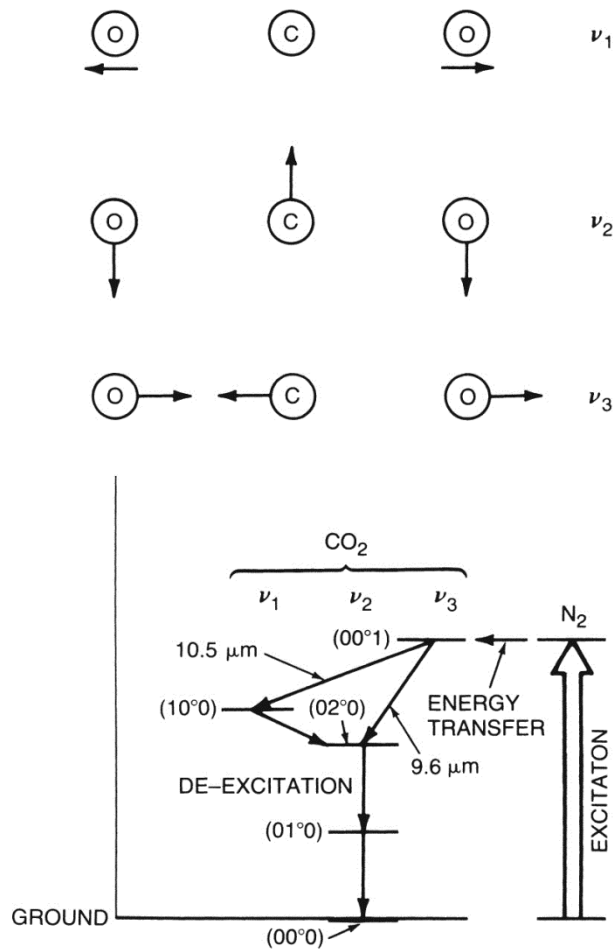 O C O ν₁
O C O ν₂
O C O ν₃
CO₂
ν₁ ν₂ ν₃
N₂
(00°1)
10.5 μm
ENERGY
TRANSFER
(10°0)
(02°0)
9.6 μm
DE–EXCITATION
EXCITATON
(01°0)
GROUND
(00°0)